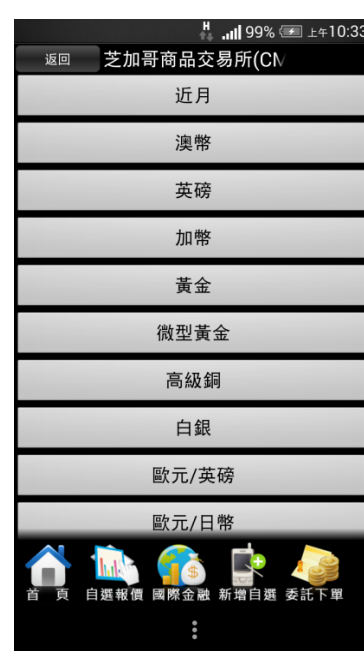 H 99% 上午10:33
返回 芝加哥商品交易所(CM
近月
澳幣
英磅
加幣
黃金
微型黃金
高級銅
白銀
歐元/英磅
歐元/日幣
首 頁 自選報價 國際金融 新增自選 委託下單